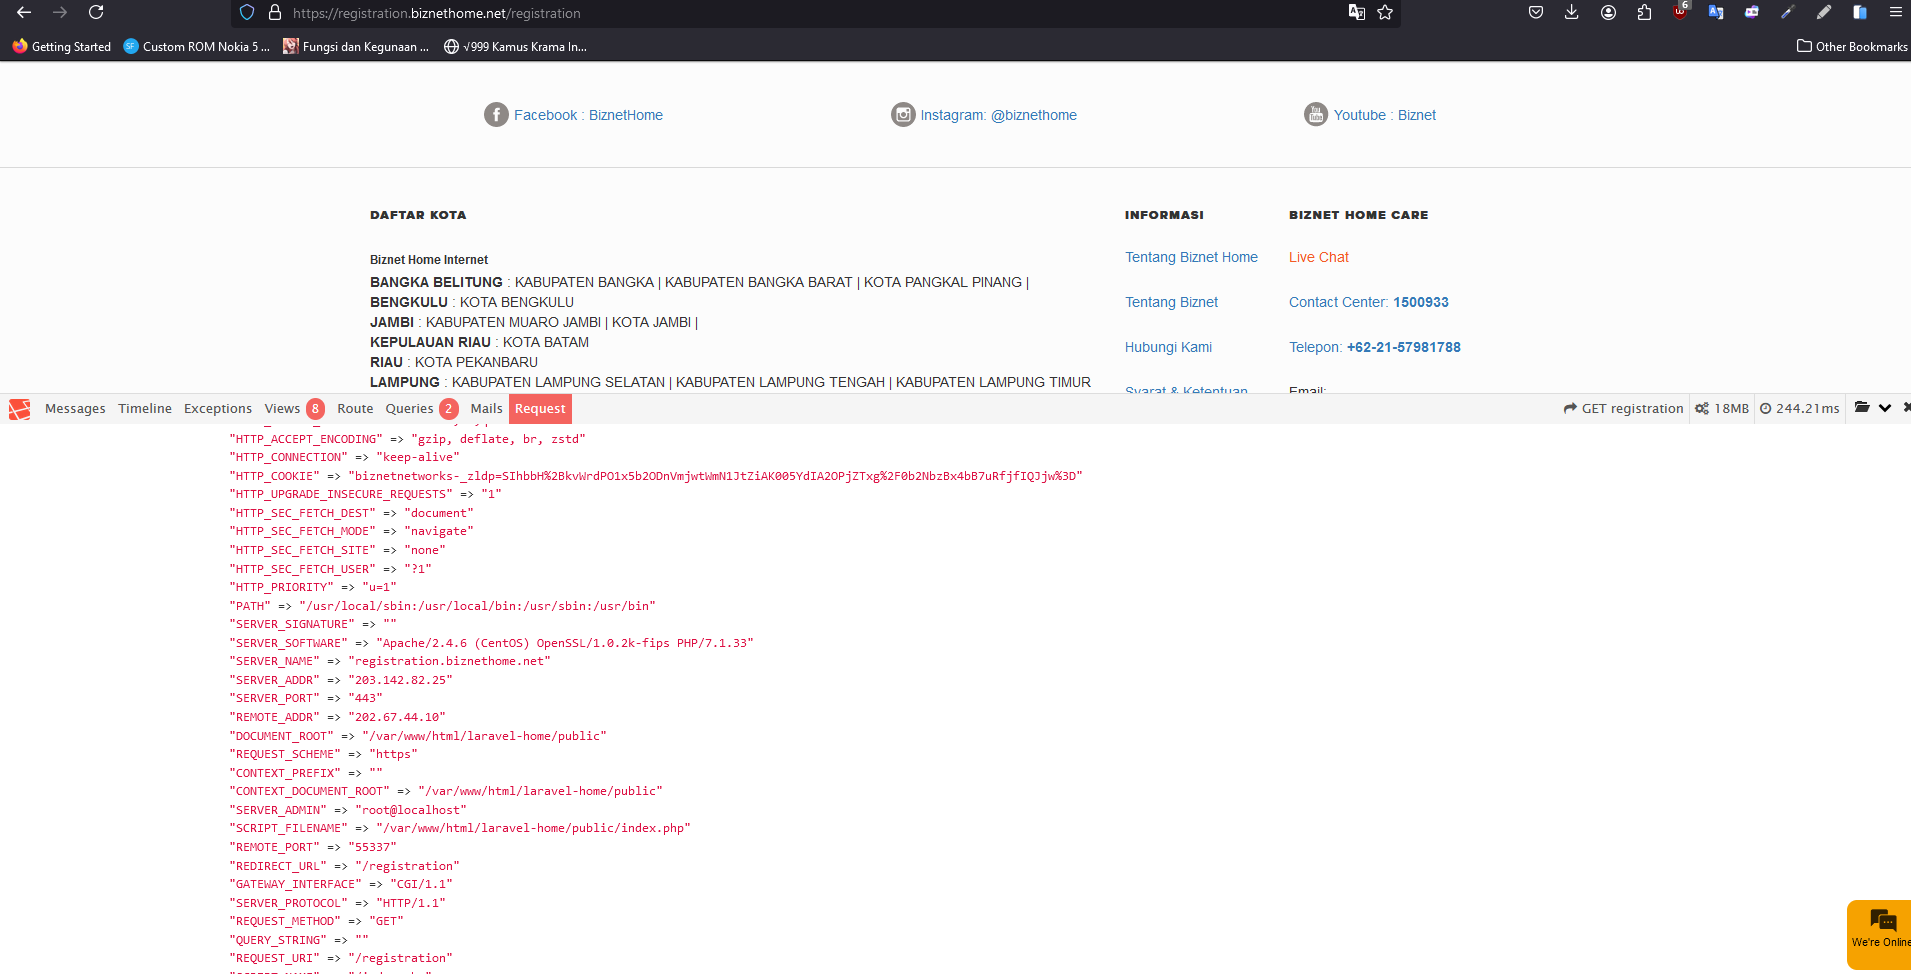 https://registration.biznethome.net/registration
6
Getting Started
Custom ROM Nokia 5 ...
Fungsi dan Kegunaan ...
√999 Kamus Krama In...
Other Bookmarks
Facebook : BiznetHome
Instagram: @biznethome
Youtube : Biznet
DAFTAR KOTA
Biznet Home Internet
BANGKA BELITUNG : KABUPATEN BANGKA | KABUPATEN BANGKA BARAT | KOTA PANGKAL PINANG |
BENGKULU : KOTA BENGKULU
JAMBI : KABUPATEN MUARO JAMBI | KOTA JAMBI |
KEPULAUAN RIAU : KOTA BATAM
RIAU : KOTA PEKANBARU
LAMPUNG : KABUPATEN LAMPUNG SELATAN | KABUPATEN LAMPUNG TENGAH | KABUPATEN LAMPUNG TIMUR
INFORMASI
Tentang Biznet Home
Tentang Biznet
Hubungi Kami
Syarat & Ketentuan
BIZNET HOME CARE
Live Chat
Contact Center: 1500933
Telepon: +62-21-57981788
Email:
Messages Timeline Exceptions Views 8 Route Queries 2 Mails Request
GET registration 18MB 244.21ms
"HTTP_ACCEPT_ENCODING" => "gzip, deflate, br, zstd"
"HTTP_CONNECTION" => "keep-alive"
"HTTP_COOKIE" => "biznetnetworks-_zldp=SIhbbH%2BkvWrdPO1x5b2ODnVmjwtWmN1JtZiAK005YdIA2OPjZTxg%2F0b2NbzBx4bB7uRfjfIQJjw%3D"
"HTTP_UPGRADE_INSECURE_REQUESTS" => "1"
"HTTP_SEC_FETCH_DEST" => "document"
"HTTP_SEC_FETCH_MODE" => "navigate"
"HTTP_SEC_FETCH_SITE" => "none"
"HTTP_SEC_FETCH_USER" => "?1"
"HTTP_PRIORITY" => "u=1"
"PATH" => "/usr/local/sbin:/usr/local/bin:/usr/sbin:/usr/bin"
"SERVER_SIGNATURE" => ""
"SERVER_SOFTWARE" => "Apache/2.4.6 (CentOS) OpenSSL/1.0.2k-fips PHP/7.1.33"
"SERVER_NAME" => "registration.biznethome.net"
"SERVER_ADDR" => "203.142.82.25"
"SERVER_PORT" => "443"
"REMOTE_ADDR" => "202.67.44.10"
"DOCUMENT_ROOT" => "/var/www/html/laravel-home/public"
"REQUEST_SCHEME" => "https"
"CONTEXT_PREFIX" => ""
"CONTEXT_DOCUMENT_ROOT" => "/var/www/html/laravel-home/public"
"SERVER_ADMIN" => "root@localhost"
"SCRIPT_FILENAME" => "/var/www/html/laravel-home/public/index.php"
"REMOTE_PORT" => "55337"
"REDIRECT_URL" => "/registration"
"GATEWAY_INTERFACE" => "CGI/1.1"
"SERVER_PROTOCOL" => "HTTP/1.1"
"REQUEST_METHOD" => "GET"
"QUERY_STRING" => ""
"REQUEST_URI" => "/registration"
We're Online